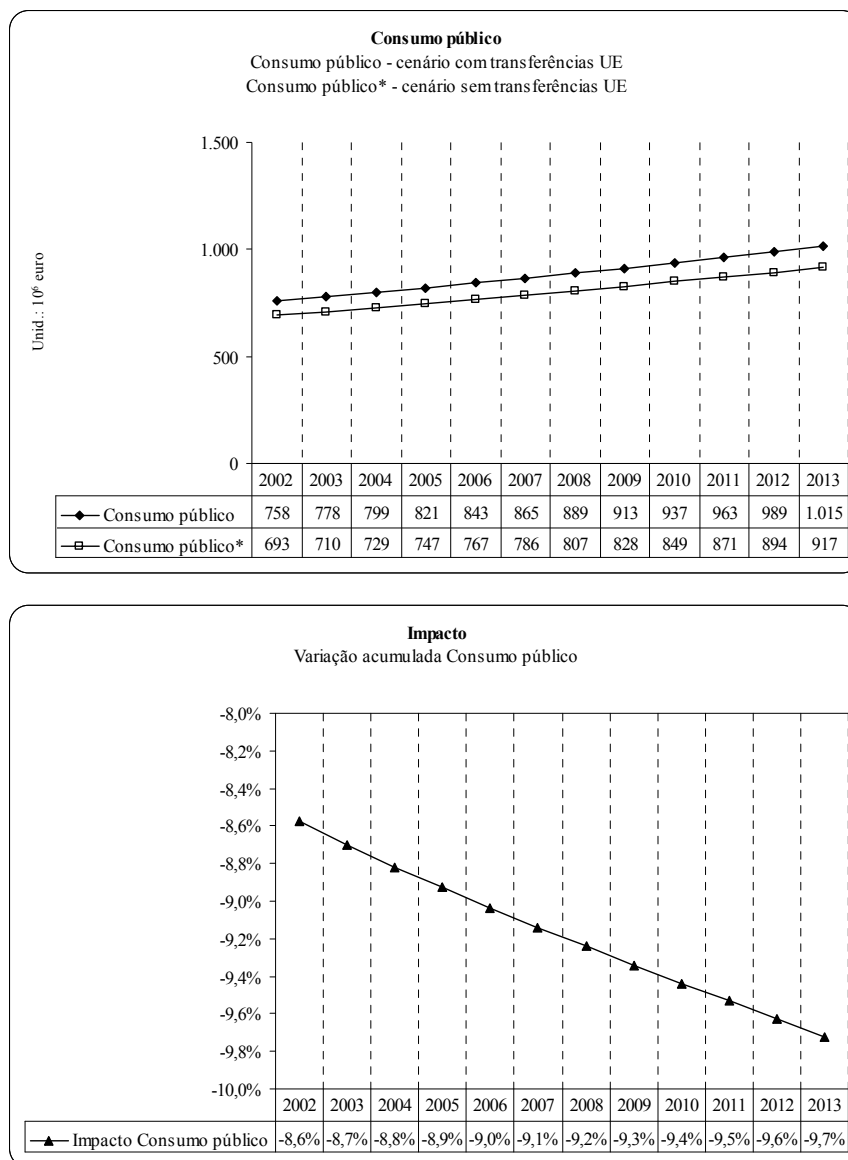 Consumo público
Consumo público - cenário com transferências UE
Consumo público* - cenário sem transferências UE
1.500
1.000
500
0
Unid.: 10⁶ euro
2002 2003 2004 2005 2006 2007 2008 2009 2010 2011 2012 2013
Consumo público 758 778 799 821 843 865 889 913 937 963 989 1.015
Consumo público* 693 710 729 747 767 786 807 828 849 871 894 917
Impacto
Variação acumulada Consumo público
-8,0%
-8,2%
-8,4%
-8,6%
-8,8%
-9,0%
-9,2%
-9,4%
-9,6%
-9,8%
-10,0%
2002 2003 2004 2005 2006 2007 2008 2009 2010 2011 2012 2013
Impacto Consumo público -8,6% -8,7% -8,8% -8,9% -9,0% -9,1% -9,2% -9,3% -9,4% -9,5% -9,6% -9,7%